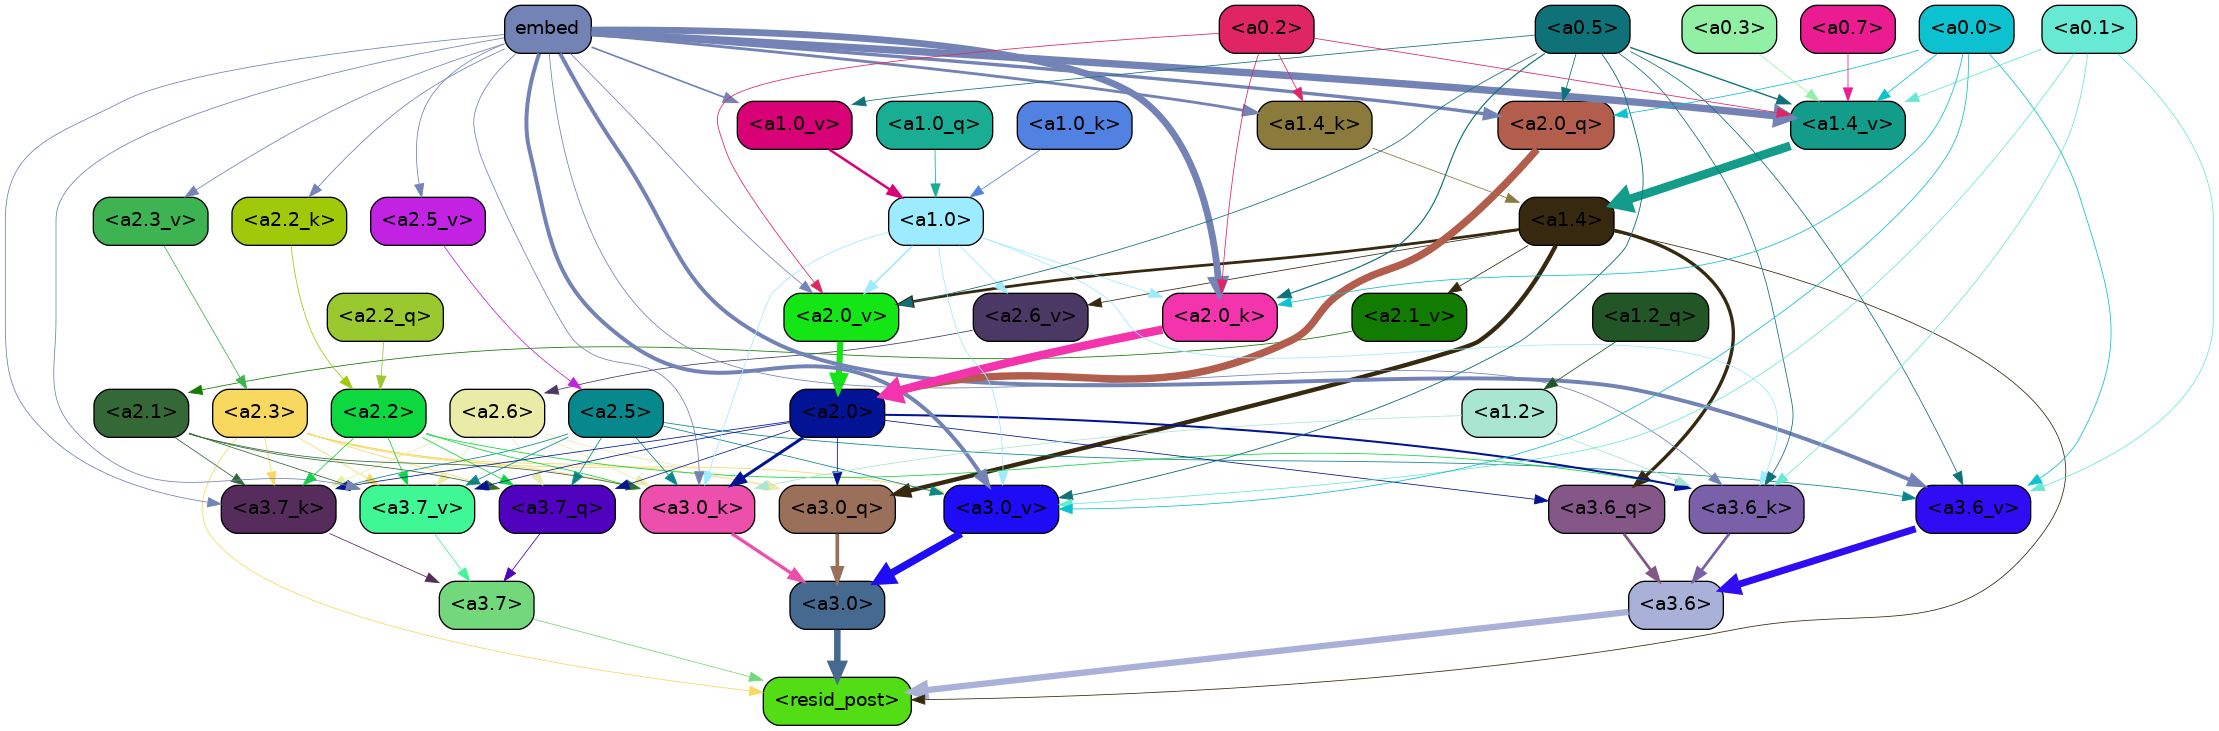 embed
<a0.2>
<a0.5>
<a0.3>
<a0.7>
<a0.0>
<a0.1>
<a1.0_v>
<a1.0_q>
<a1.0_k>
<a1.4_k>
<a2.0_q>
<a1.4_v>
<a2.3_v>
<a2.2_k>
<a2.5_v>
<a1.0>
<a1.4>
<a2.2_q>
<a2.0_v>
<a2.6_v>
<a2.0_k>
<a2.1_v>
<a1.2_q>
<a2.1>
<a2.3>
<a2.2>
<a2.6>
<a2.5>
<a2.0>
<a1.2>
<a3.7_k>
<a3.7_v>
<a3.7_q>
<a3.0_k>
<a3.0_q>
<a3.0_v>
<a3.6_q>
<a3.6_k>
<a3.6_v>
<a3.7>
<a3.0>
<a3.6>
<resid_post>